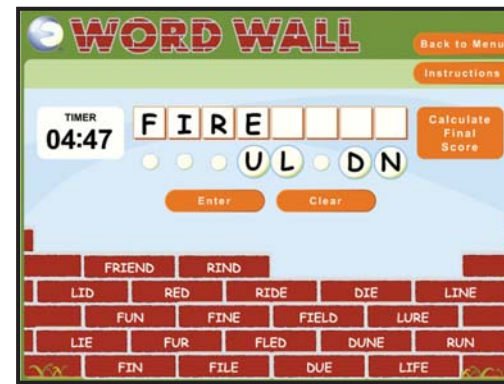 WORD WALL
Back to Menu
Instructions
TIMER
04:47
F I R E
Calculate
Final
Score
U L D N
Enter Clear
FRIEND RIND
LID RED RIDE DIE LINE
FUN FINE FIELD LURE
LIE FUR FLED DUNE RUN
FIN FILE DUE LIFE